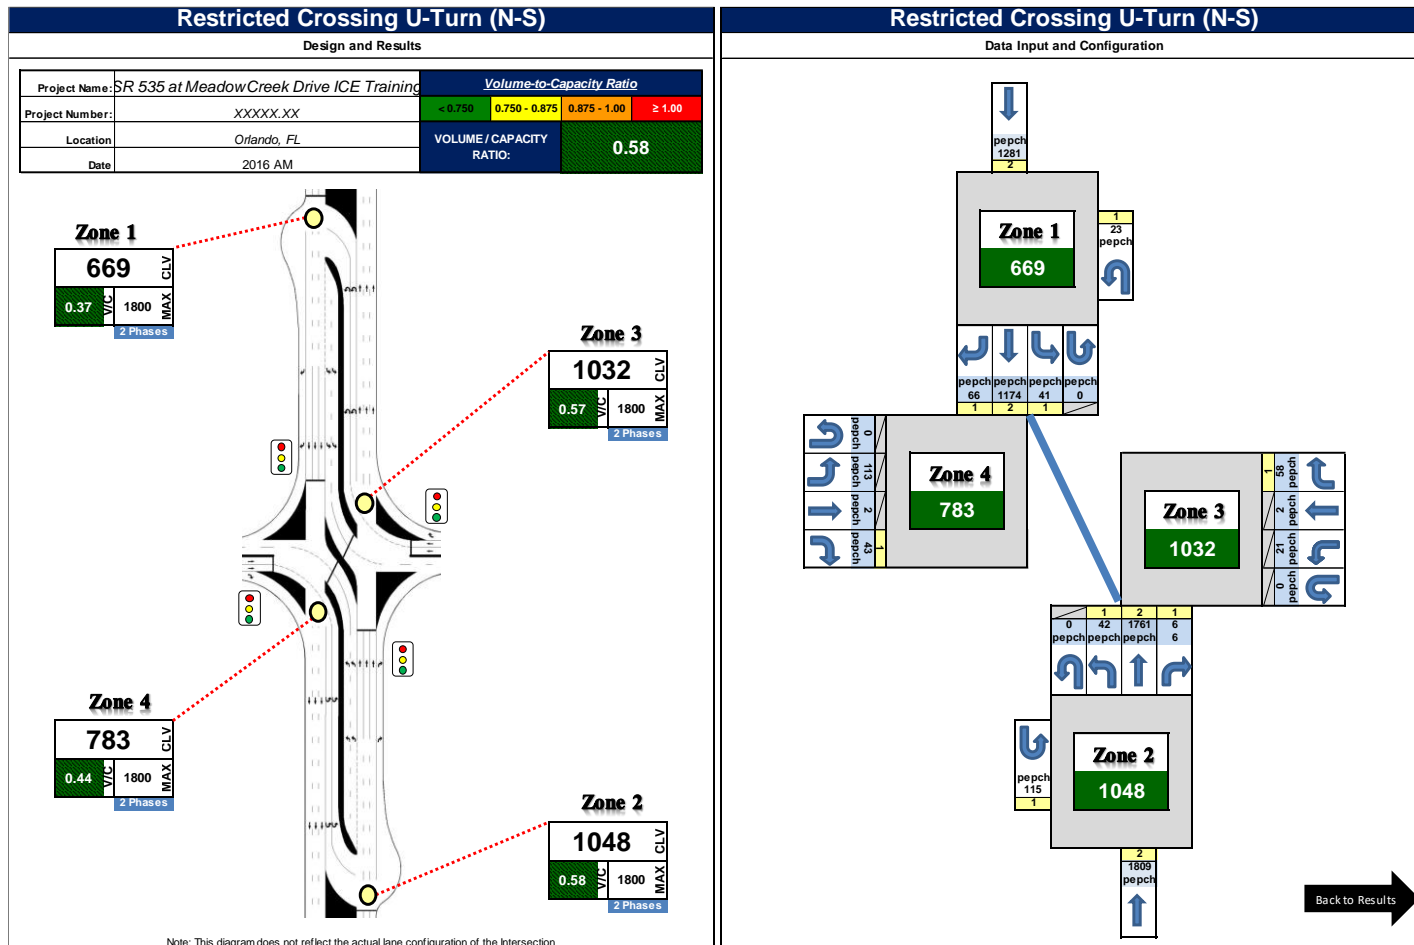 Restricted Crossing U-Turn (N-S)
Design and Results
Project Name: SR 535 at MeadowCreek Drive ICE Training
Project Number: XXXXX.XX
Location Orlando, FL
Date 2016 AM
Volume-to-Capacity Ratio
< 0.750 0.750 - 0.875 0.875 - 1.00 ≥ 1.00
VOLUME / CAPACITY
RATIO:
0.58
Zone 1
669 CLV
0.37 V/C 1800 MAX
2 Phases
Zone 3
1032 CLV
0.57 V/C 1800 MAX
2 Phases
Zone 4
783 CLV
0.44 V/C 1800 MAX
2 Phases
Zone 2
1048 CLV
0.58 V/C 1800 MAX
2 Phases
Note: This diagram does not reflect the actual lane configuration of the Intersection
Restricted Crossing U-Turn (N-S)
Data Input and Configuration
pepch
1281
2
Zone 1
669
1
23
pepch
pepch pepch pepch pepch
66 1174 41 0
1 2 1
0
pepch
113
pepch
2
pepch
43
pepch
1
Zone 4
783
Zone 3
1032
1
58
pepch
2
pepch
21
pepch
0
pepch
1 2 1
0 42 1761 6
pepch pepch pepch 6
Zone 2
1048
pepch
115
1
2
1809
pepch
Back to Results